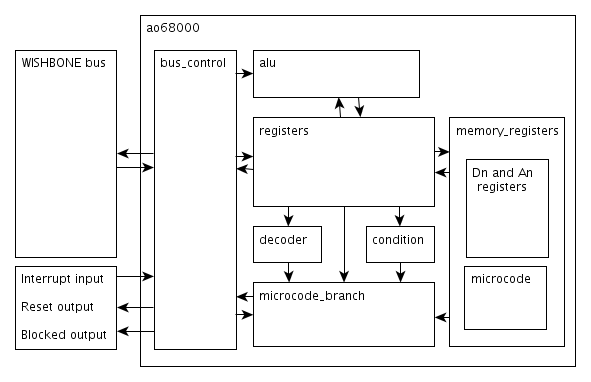 ao68000
WISHBONE bus
bus_control
alu
registers
memory_registers
Dn and An
registers
decoder
condition
Interrupt input
Reset output
Blocked output
microcode_branch
microcode